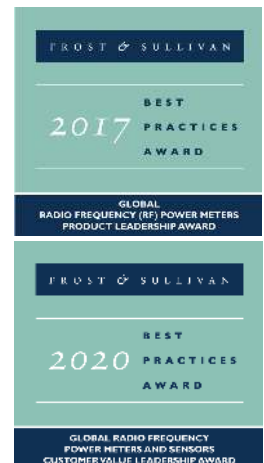 FROST & SULLIVAN
BEST
2017 PRACTICES
AWARD
GLOBAL
RADIO FREQUENCY (RF) POWER METERS
PRODUCT LEADERSHIP AWARD
FROST & SULLIVAN
BEST
2020 PRACTICES
AWARD
GLOBAL RADIO FREQUENCY
POWER METERS AND SENSORS
CUSTOMER VALUE LEADERSHIP AWARD